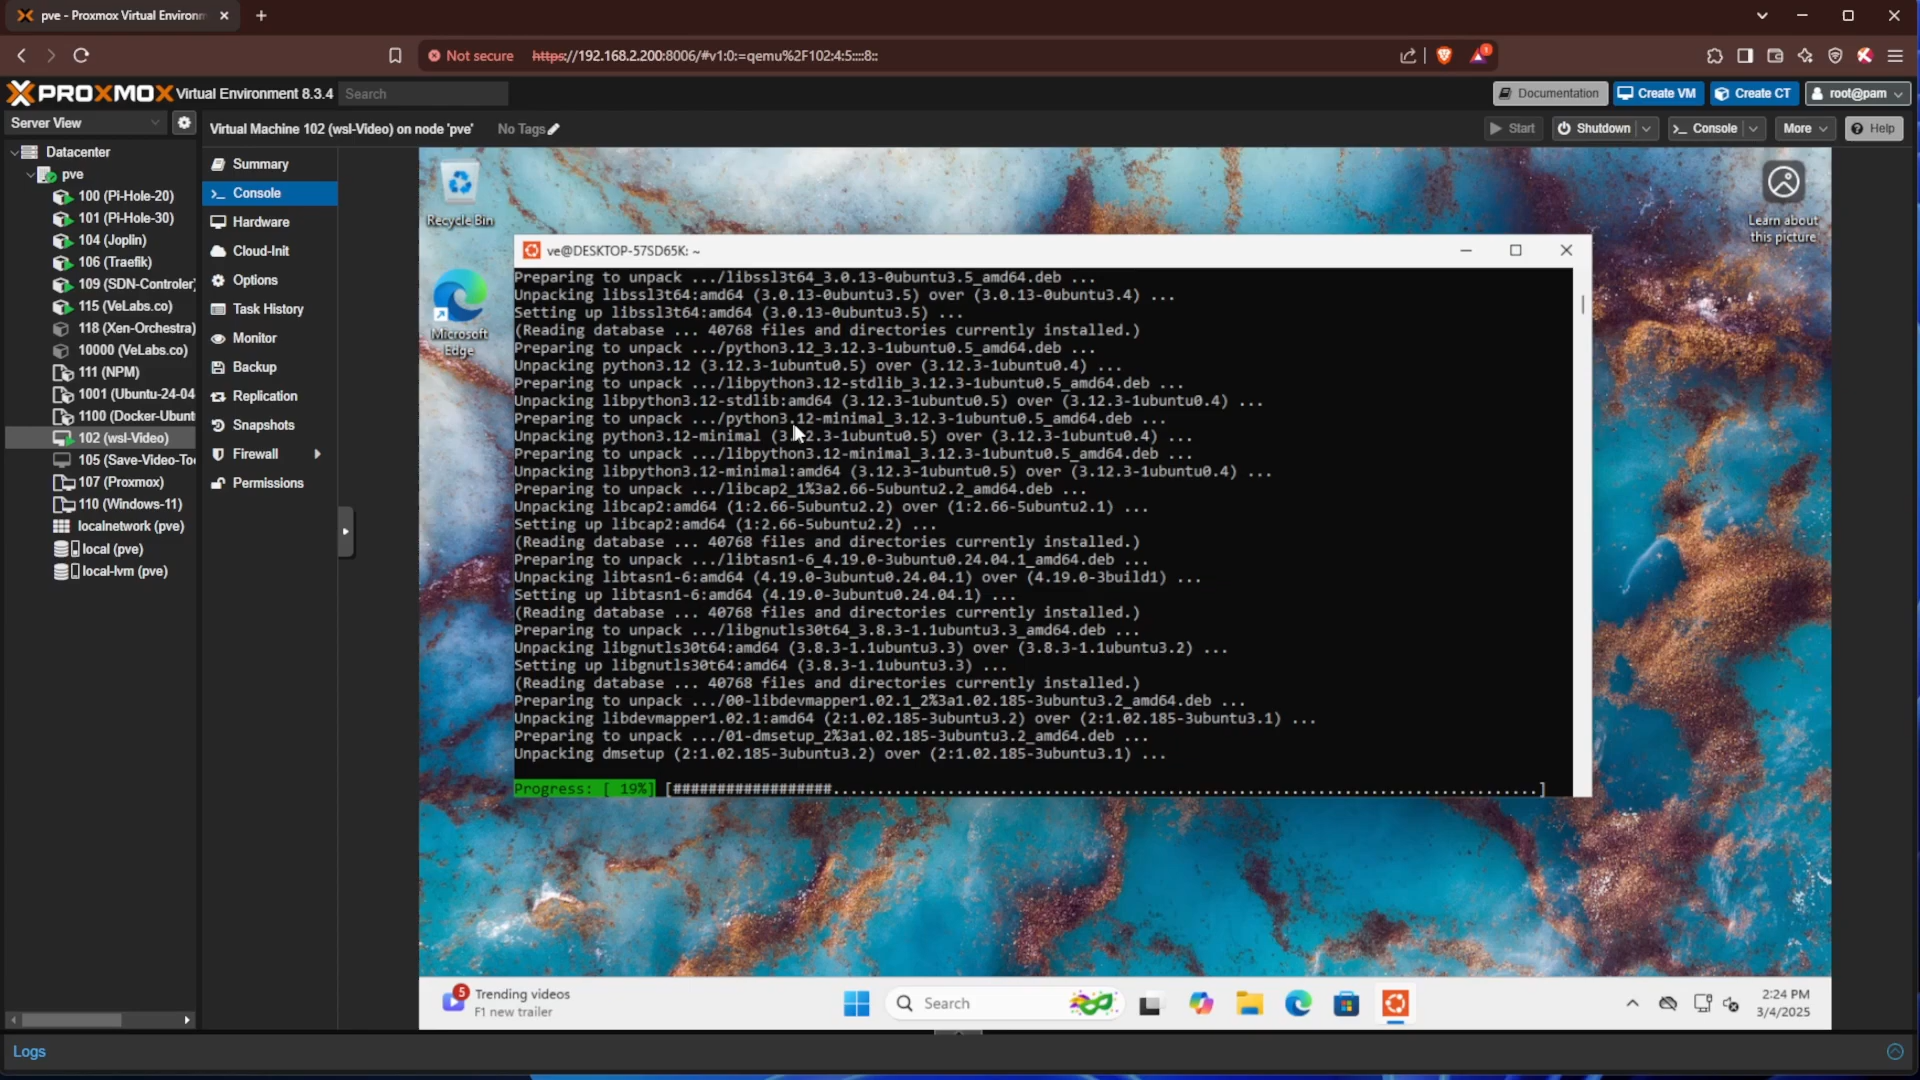 pve - Proxmox Virtual Environm
Not secure https://192.168.2.200:8006/#v1:0:=qemu%2F102:4:5::::8::
1
PROXMOX Virtual Environment 8.3.4 Search
Documentation Create VM Create CT root@pam
Server View
Virtual Machine 102 (wsl-Video) on node 'pve' No Tags
Start Shutdown Console More Help
Datacenter
pve
100 (Pi-Hole-20)
101 (Pi-Hole-30)
104 (Joplin)
106 (Traefik)
109 (SDN-Controler)
115 (VeLabs.co)
118 (Xen-Orchestra)
10000 (VeLabs.co)
111 (NPM)
1001 (Ubuntu-24-04
1100 (Docker-Ubunt
102 (wsl-Video)
105 (Save-Video-Too
107 (Proxmox)
110 (Windows-11)
localnetwork (pve)
local (pve)
local-lvm (pve)
Summary
Console
Hardware
Cloud-Init
Options
Task History
Monitor
Backup
Replication
Snapshots
Firewall
Permissions
Recycle Bin
Microsoft
Edge
Learn about
this picture
ve@DESKTOP-57SD65K: ~
Preparing to unpack .../libssl3t64_3.0.13-0ubuntu3.5_amd64.deb ...
Unpacking libssl3t64:amd64 (3.0.13-0ubuntu3.5) over (3.0.13-0ubuntu3.4) ...
Setting up libssl3t64:amd64 (3.0.13-0ubuntu3.5) ...
(Reading database ... 40768 files and directories currently installed.)
Preparing to unpack .../python3.12_3.12.3-1ubuntu0.5_amd64.deb ...
Unpacking python3.12 (3.12.3-1ubuntu0.5) over (3.12.3-1ubuntu0.4) ...
Preparing to unpack .../libpython3.12-stdlib_3.12.3-1ubuntu0.5_amd64.deb ...
Unpacking libpython3.12-stdlib:amd64 (3.12.3-1ubuntu0.5) over (3.12.3-1ubuntu0.4) ...
Preparing to unpack .../python3.12-minimal_3.12.3-1ubuntu0.5_amd64.deb ...
Unpacking python3.12-minimal (3.12.3-1ubuntu0.5) over (3.12.3-1ubuntu0.4) ...
Preparing to unpack .../libpython3.12-minimal_3.12.3-1ubuntu0.5_amd64.deb ...
Unpacking libpython3.12-minimal:amd64 (3.12.3-1ubuntu0.5) over (3.12.3-1ubuntu0.4) ...
Preparing to unpack .../libcap2_1%3a2.66-5ubuntu2.2_amd64.deb ...
Unpacking libcap2:amd64 (1:2.66-5ubuntu2.2) over (1:2.66-5ubuntu2.1) ...
Setting up libcap2:amd64 (1:2.66-5ubuntu2.2) ...
(Reading database ... 40768 files and directories currently installed.)
Preparing to unpack .../libtasn1-6_4.19.0-3ubuntu0.24.04.1_amd64.deb ...
Unpacking libtasn1-6:amd64 (4.19.0-3ubuntu0.24.04.1) over (4.19.0-3build1) ...
Setting up libtasn1-6:amd64 (4.19.0-3ubuntu0.24.04.1) ...
(Reading database ... 40768 files and directories currently installed.)
Preparing to unpack .../libgnutls30t64_3.8.3-1.1ubuntu3.3_amd64.deb ...
Unpacking libgnutls30t64:amd64 (3.8.3-1.1ubuntu3.3) over (3.8.3-1.1ubuntu3.2) ...
Setting up libgnutls30t64:amd64 (3.8.3-1.1ubuntu3.3) ...
(Reading database ... 40768 files and directories currently installed.)
Preparing to unpack .../00-libdevmapper1.02.1_2%3a1.02.185-3ubuntu3.2_amd64.deb ...
Unpacking libdevmapper1.02.1:amd64 (2:1.02.185-3ubuntu3.2) over (2:1.02.185-3ubuntu3.1) ...
Preparing to unpack .../01-dmsetup_2%3a1.02.185-3ubuntu3.2_amd64.deb ...
Unpacking dmsetup (2:1.02.185-3ubuntu3.2) over (2:1.02.185-3ubuntu3.1) ...
Progress: [ 19%] [##################................................................................]
5
Trending videos
F1 new trailer
Search
2:24 PM
3/4/2025
Logs